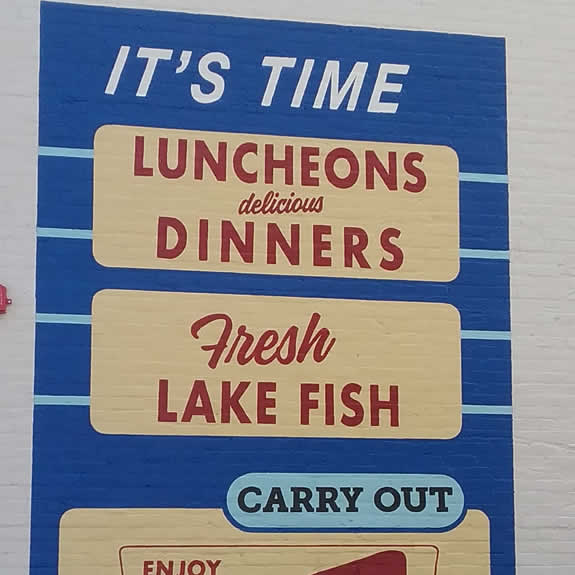 IT'S TIME
LUNCHEONS
delicious
DINNERS
Fresh
LAKE FISH
CARRY OUT
ENJOY